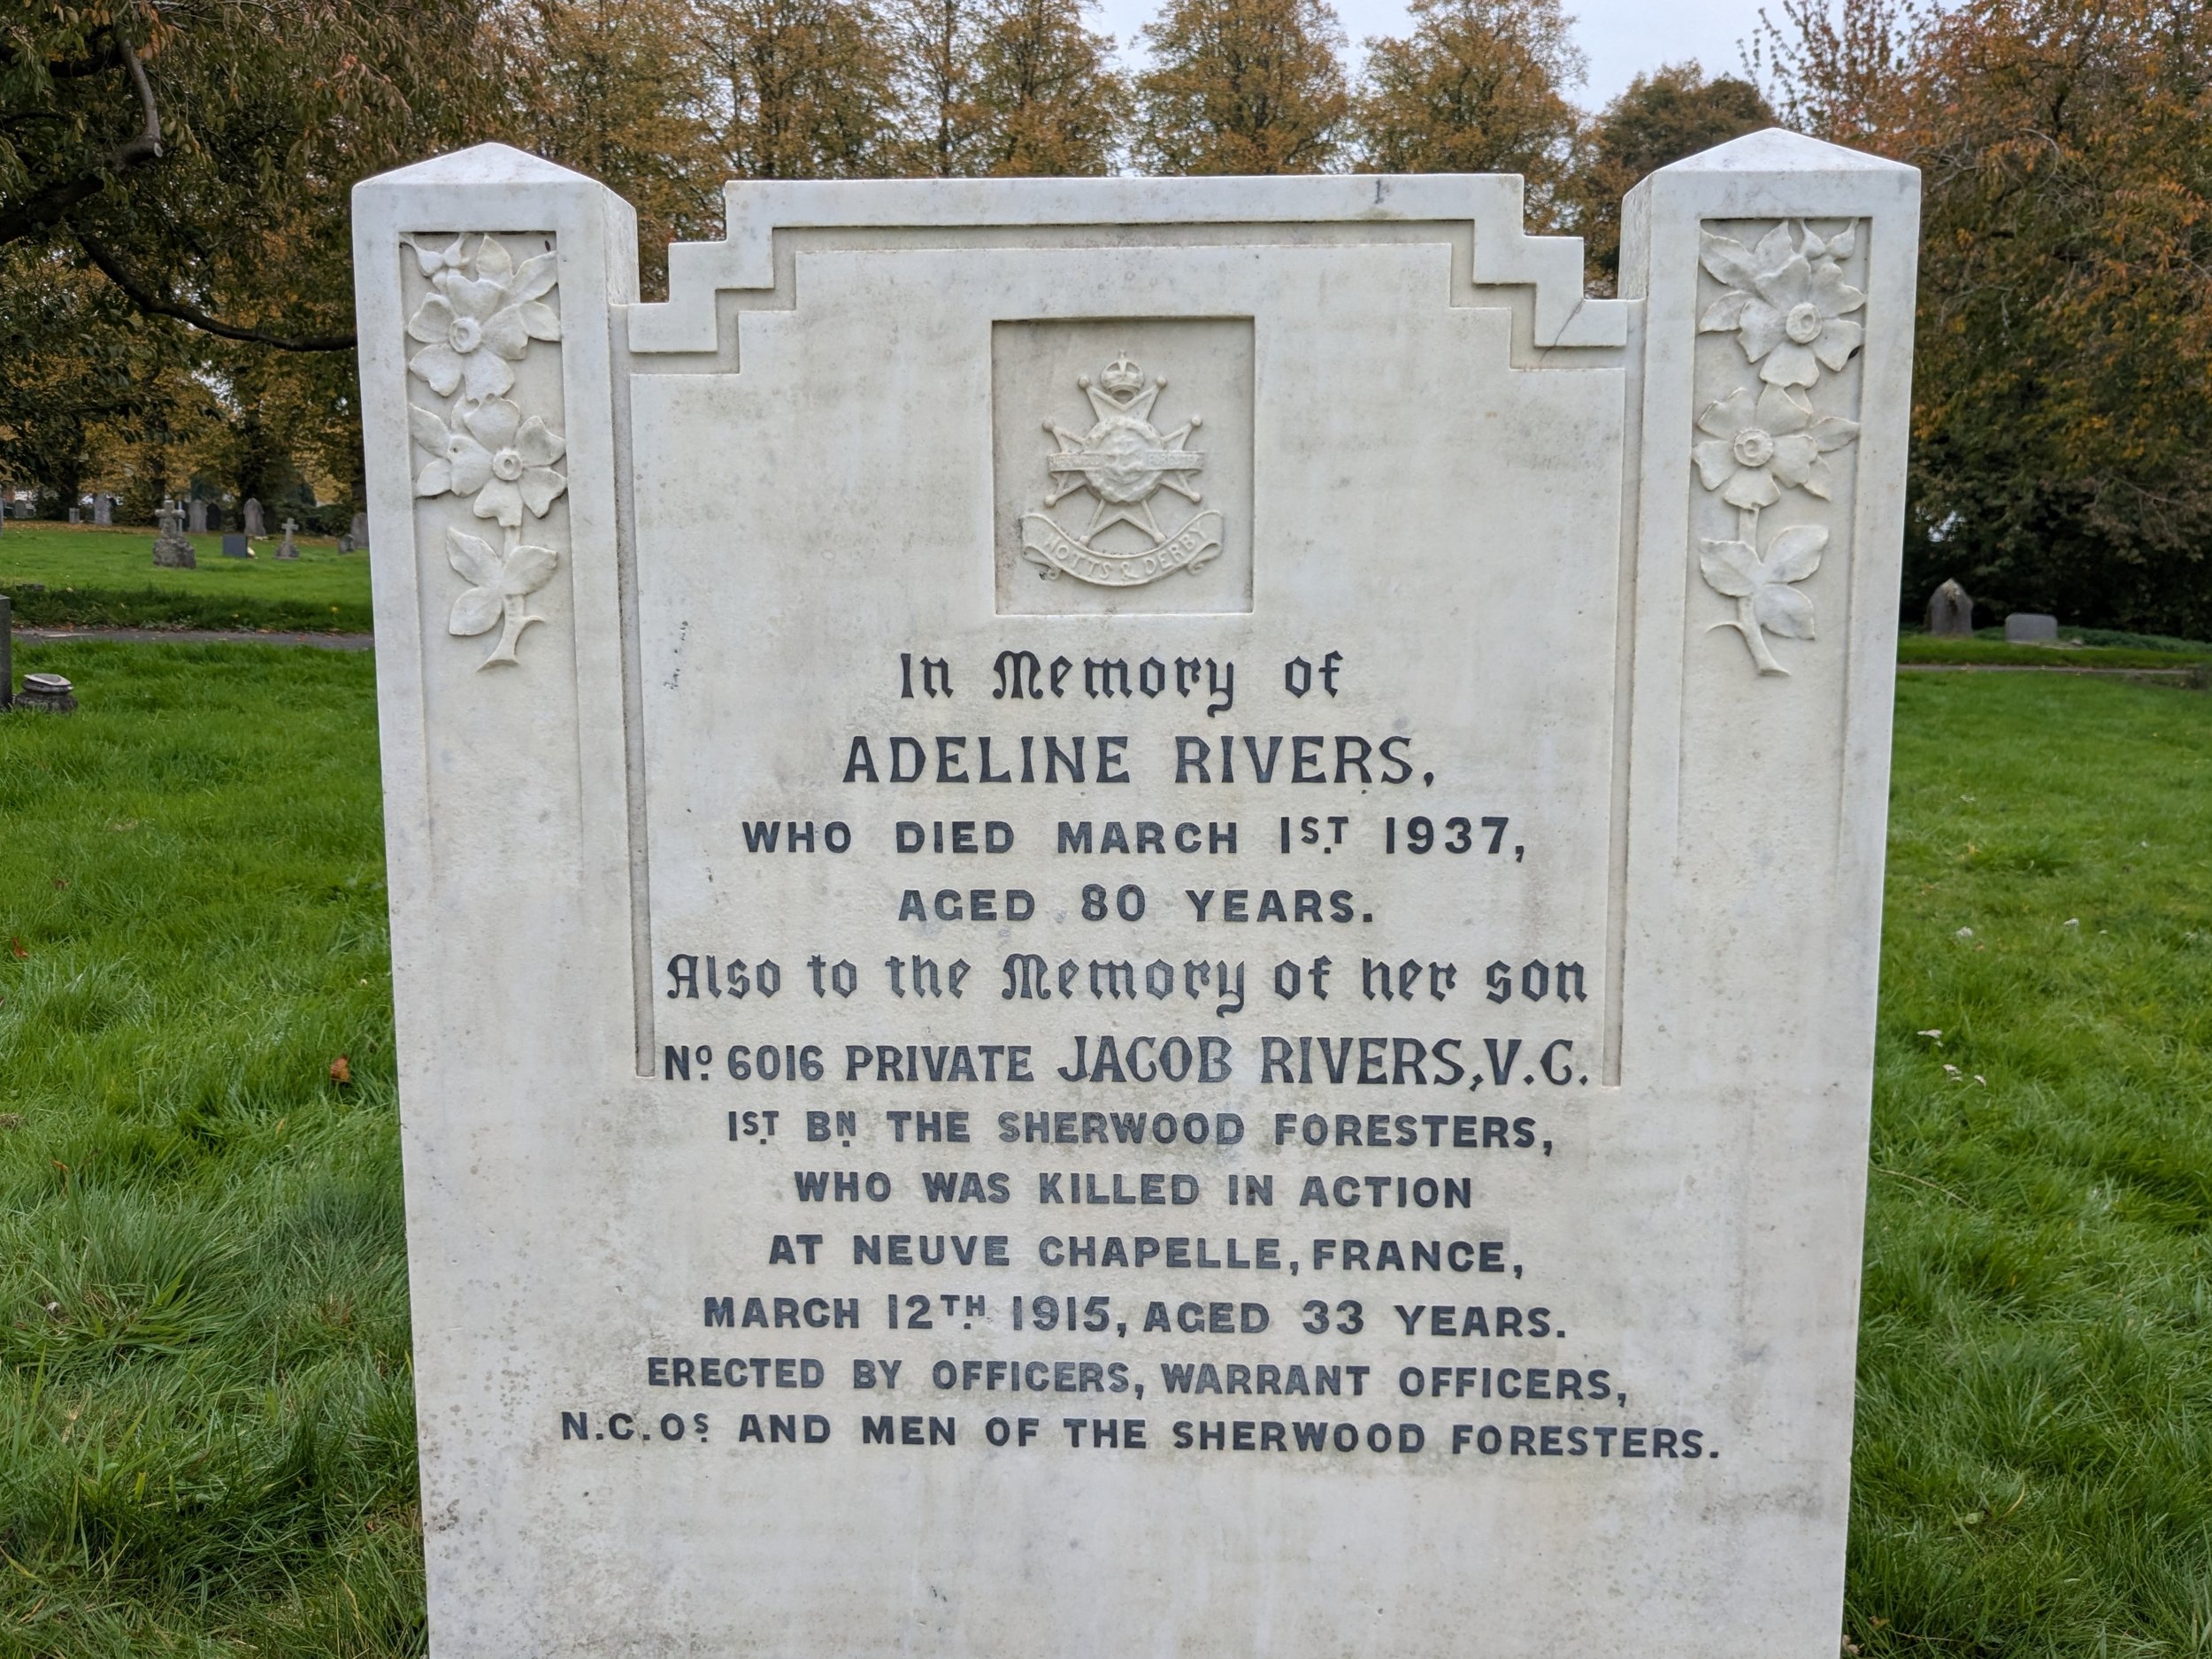 NOTTS & DERBY
In Memory of
ADELINE RIVERS,
WHO DIED MARCH 1ST 1937,
AGED 80 YEARS.
Also to the Memory of her son
No. 6016 PRIVATE JACOB RIVERS, V.C.
1ST BN THE SHERWOOD FORESTERS,
WHO WAS KILLED IN ACTION
AT NEUVE CHAPELLE, FRANCE,
MARCH 12TH 1915, AGED 33 YEARS.
ERECTED BY OFFICERS, WARRANT OFFICERS,
N.C.Os. AND MEN OF THE SHERWOOD FORESTERS.